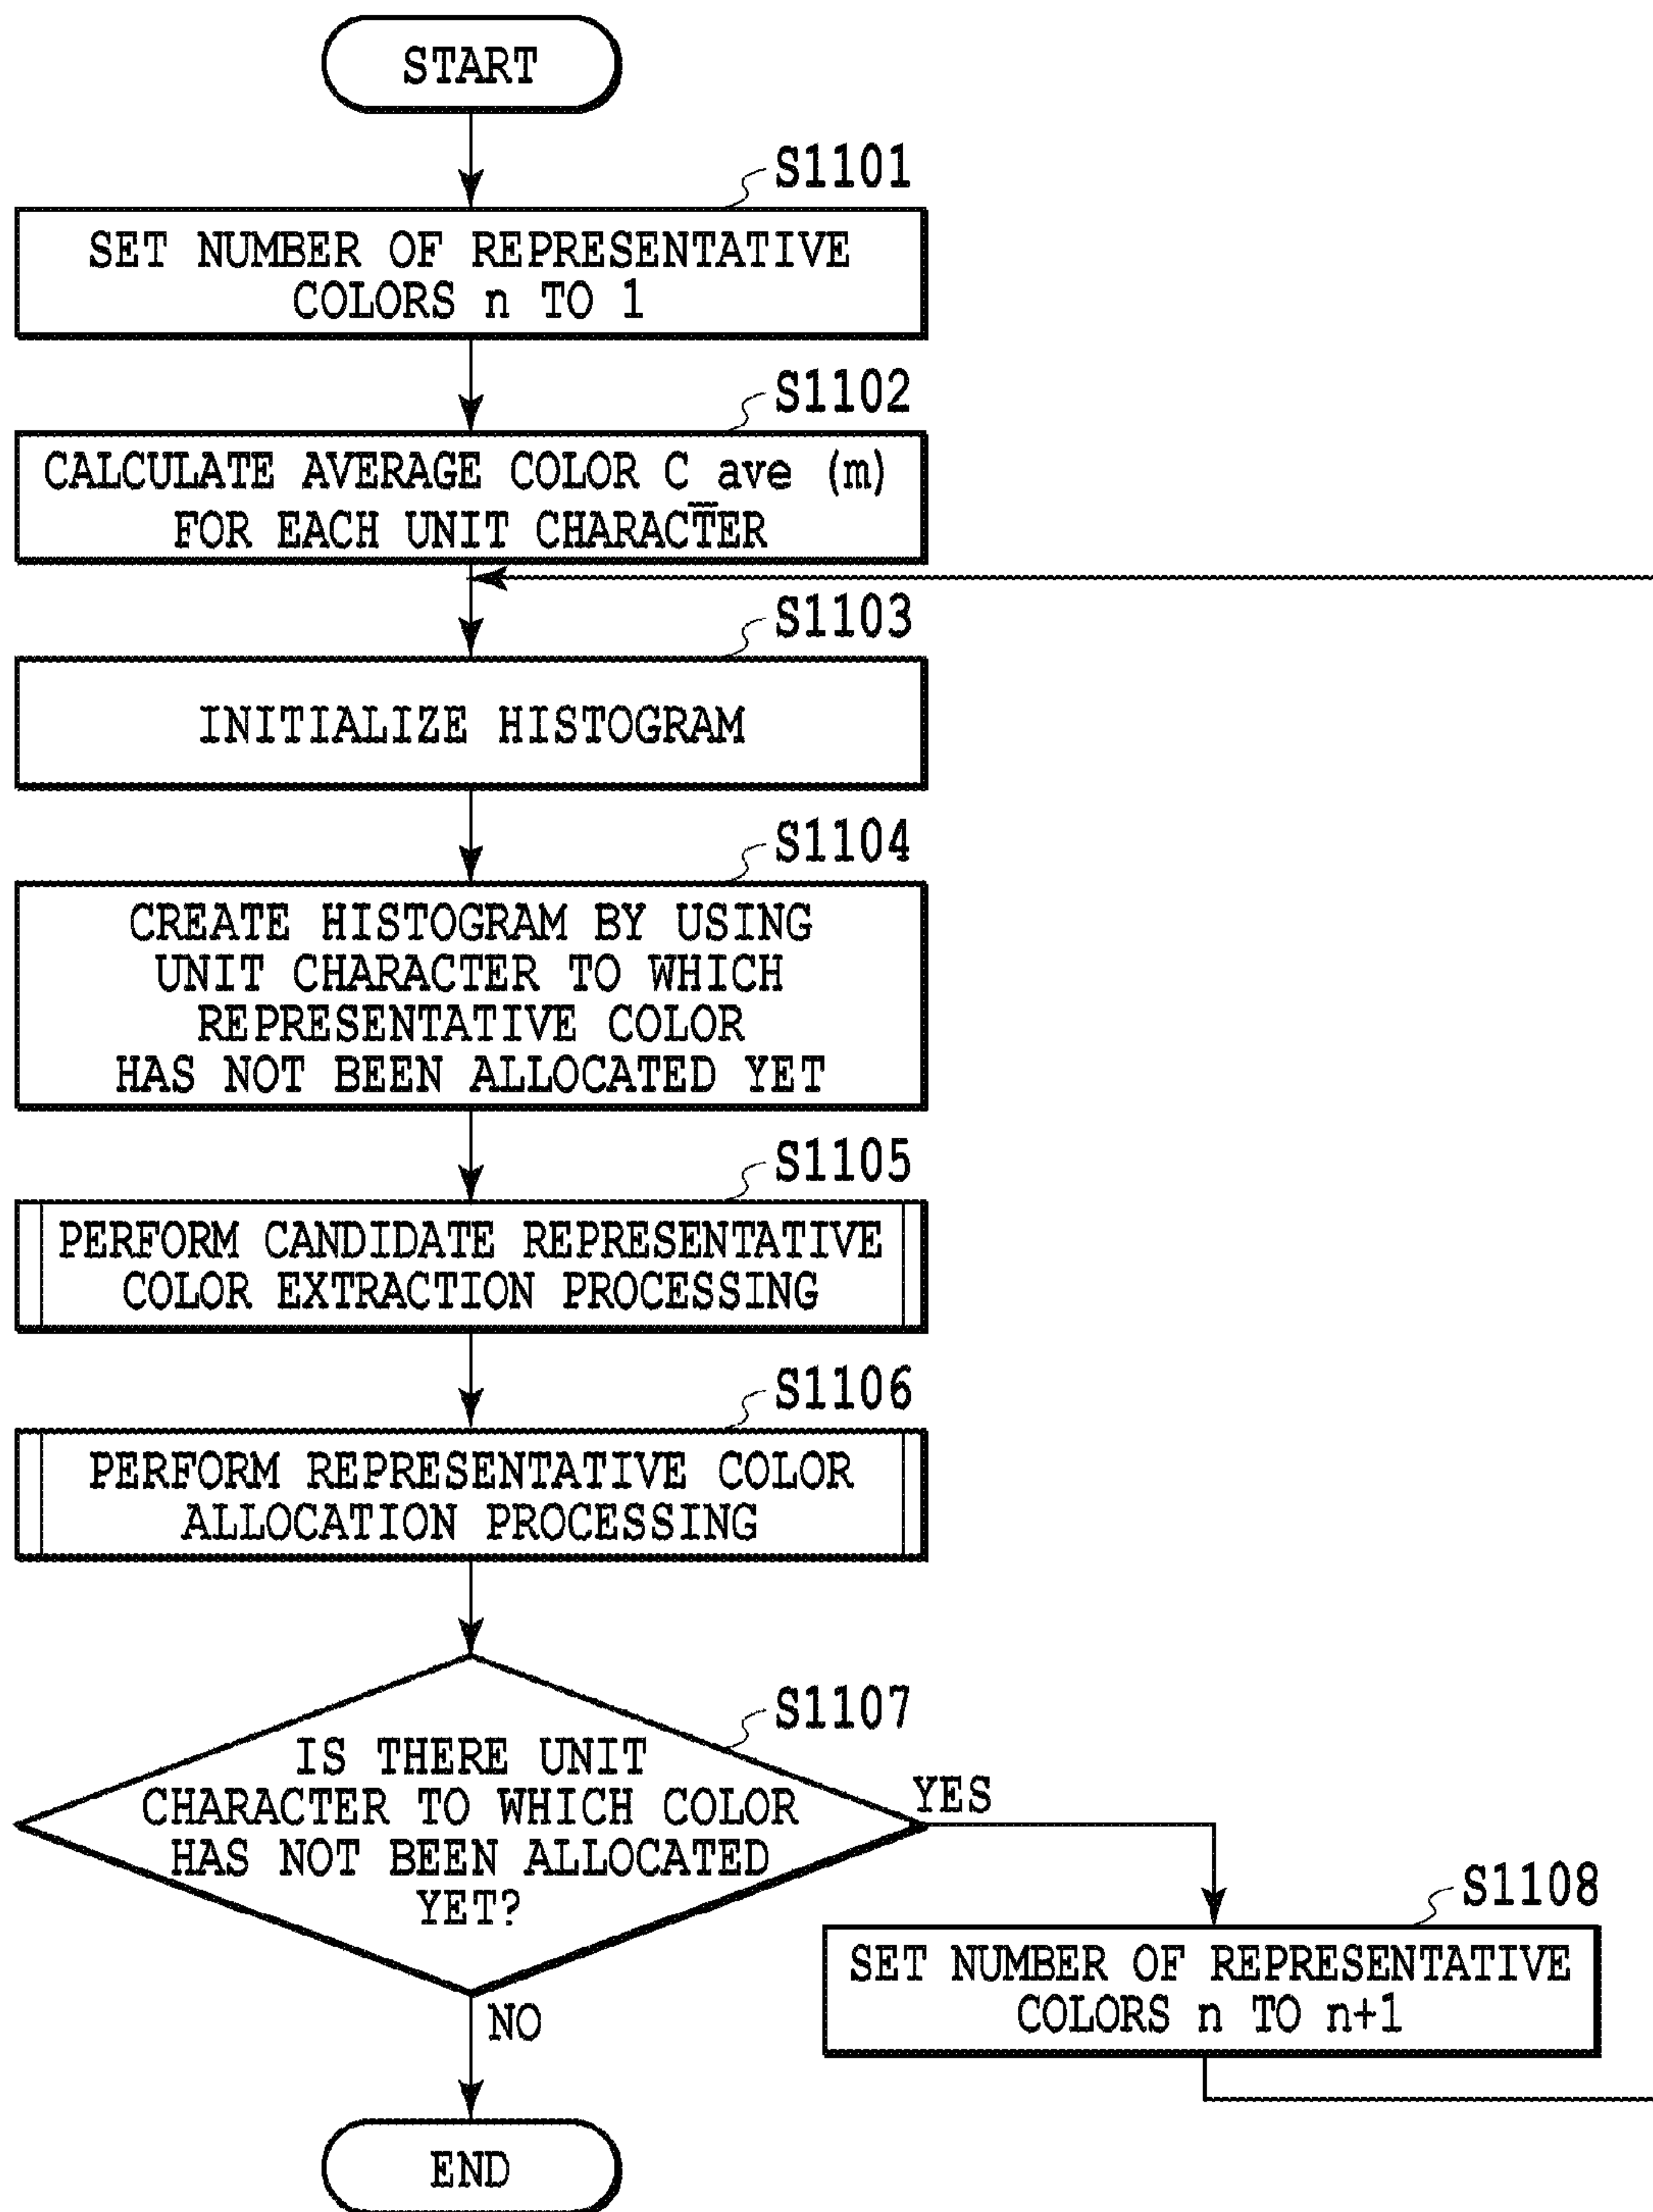 START
S1101
SET NUMBER OF REPRESENTATIVE
COLORS n TO 1
S1102
CALCULATE AVERAGE COLOR C_ave (m)
FOR EACH UNIT CHARACTER
S1103
INITIALIZE HISTOGRAM
S1104
CREATE HISTOGRAM BY USING
UNIT CHARACTER TO WHICH
REPRESENTATIVE COLOR
HAS NOT BEEN ALLOCATED YET
S1105
PERFORM CANDIDATE REPRESENTATIVE
COLOR EXTRACTION PROCESSING
S1106
PERFORM REPRESENTATIVE COLOR
ALLOCATION PROCESSING
S1107
IS THERE UNIT
CHARACTER TO WHICH COLOR
HAS NOT BEEN ALLOCATED
YET?
YES
S1108
SET NUMBER OF REPRESENTATIVE
COLORS n TO n+1
NO
END